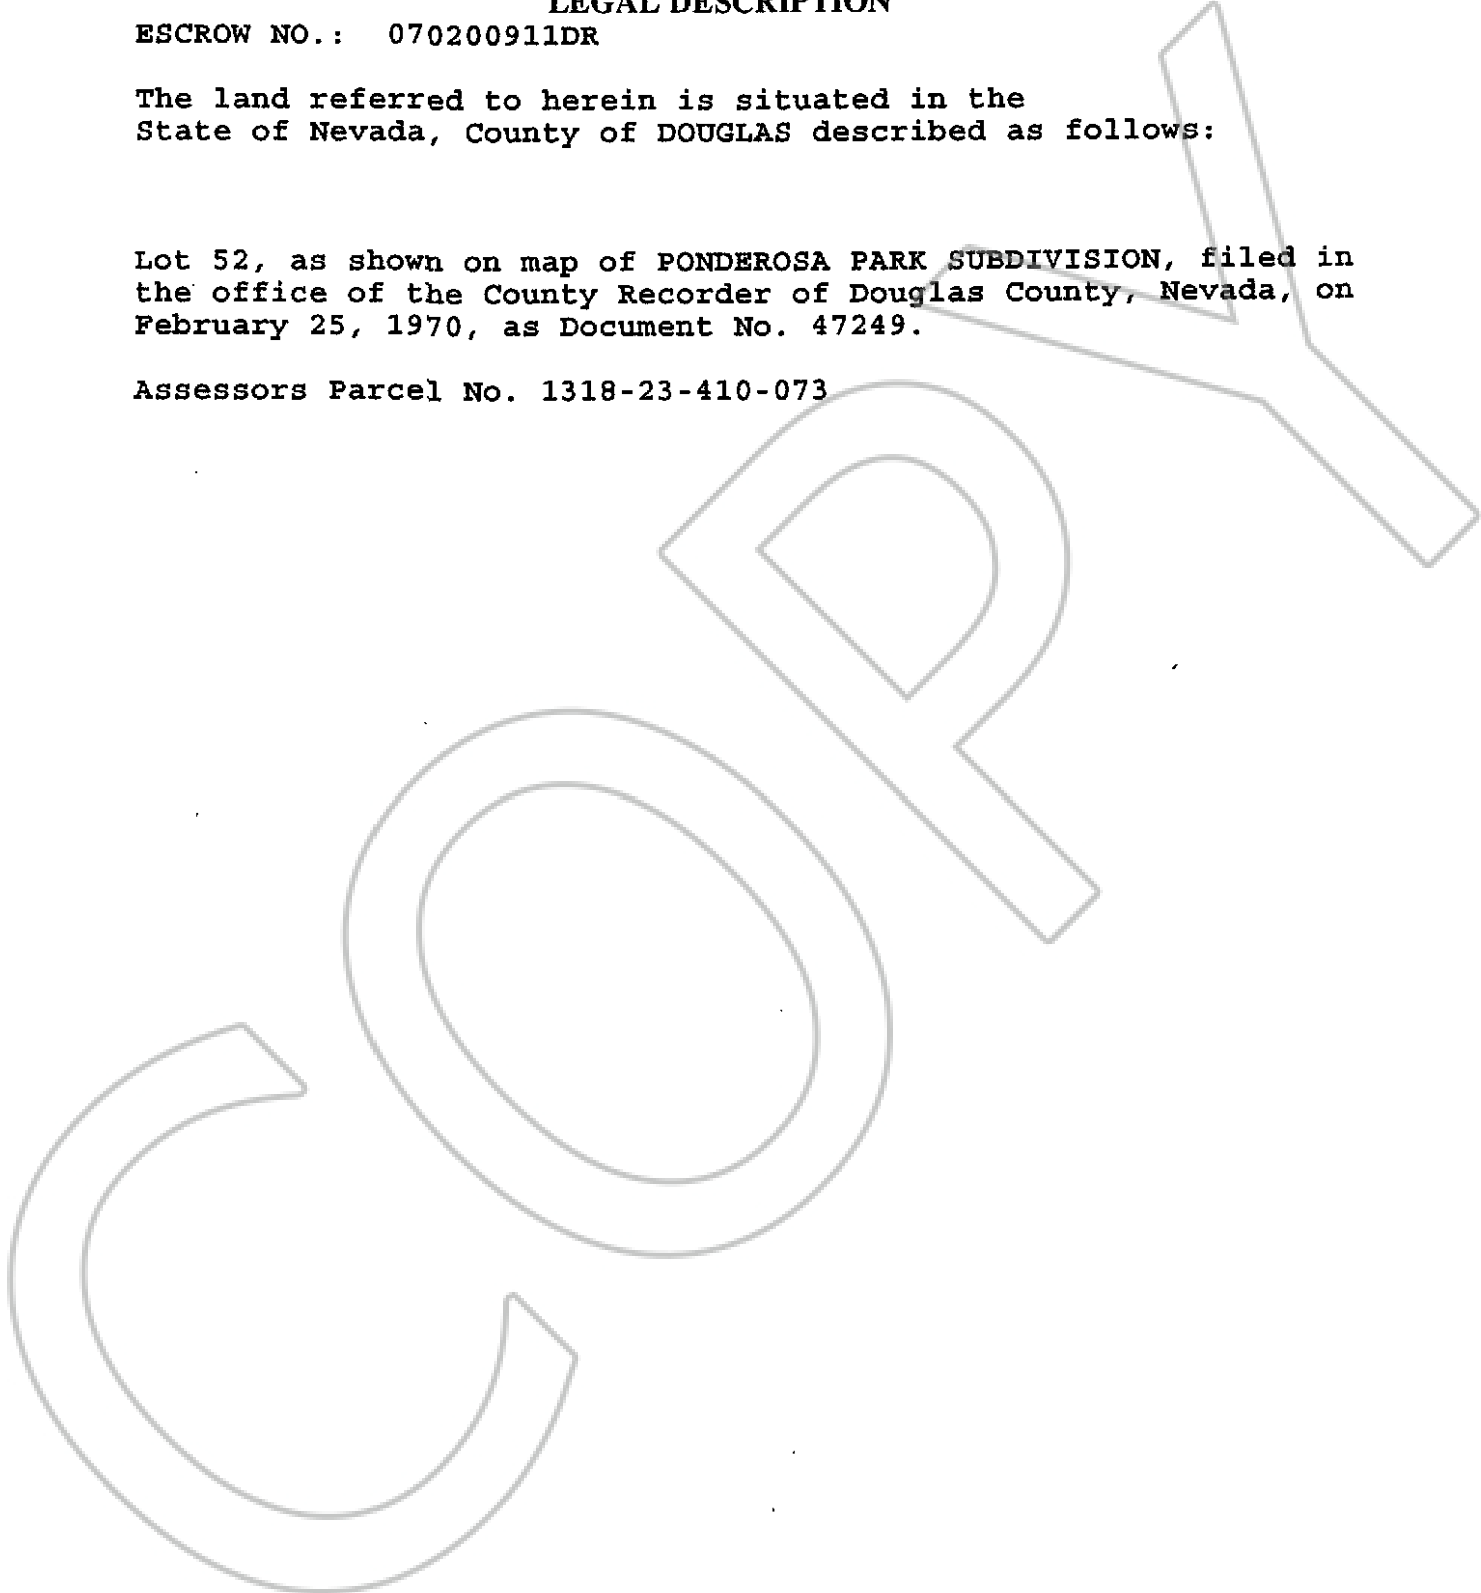 LEGAL DESCRIPTION
ESCROW NO.: 070200911DR
The land referred to herein is situated in the
State of Nevada, County of DOUGLAS described as follows:
Lot 52, as shown on map of PONDEROSA PARK SUBDIVISION, filed in
the office of the County Recorder of Douglas County, Nevada, on
February 25, 1970, as Document No. 47249.
Assessors Parcel No. 1318-23-410-073
COPY